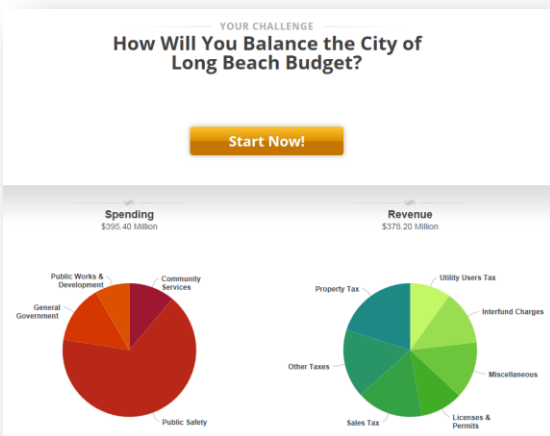 YOUR CHALLENGE
How Will You Balance the City of
Long Beach Budget?
Start Now!
Spending
$395.40 Million
Public Works &
Development
Community
Services
General
Government
Public Safety
Revenue
$378.20 Million
Utility Users Tax
Property Tax
Interfund Charges
Other Taxes
Miscellaneous
Sales Tax
Licenses &
Permits